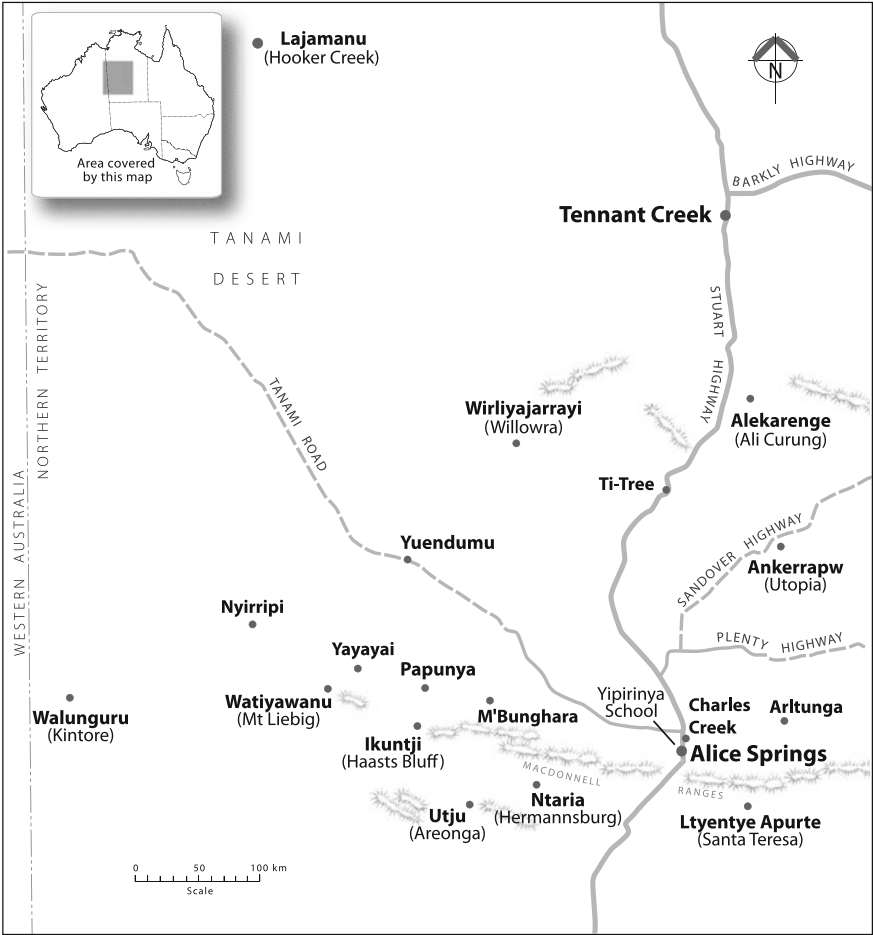 Lajamanu
(Hooker Creek)
Area covered
by this map
N
BARKLY HIGHWAY
Tennant Creek
TANAMI
DESERT
STUART HIGHWAY
WESTERN AUSTRALIA
NORTHERN TERRITORY
TANAMI ROAD
Wirliyajarrayi
(Willowra)
Alekarenge
(Ali Curung)
Ti-Tree
Yuendumu
SANDOVER HIGHWAY
Ankerrapw
(Utopia)
Nyirripi
PLENTY HIGHWAY
Yayayai
Papunya
Watiyawanu
(Mt Liebig)
Walunguru
(Kintore)
M'Bunghara
Yipirinya
School
Charles
Creek
Arltunga
Ikuntji
(Haasts Bluff)
Alice Springs
MACDONNELL
RANGES
Ntaria
(Hermannsburg)
Utju
(Areonga)
Ltyentye Apurte
(Santa Teresa)
0 50 100 km
Scale